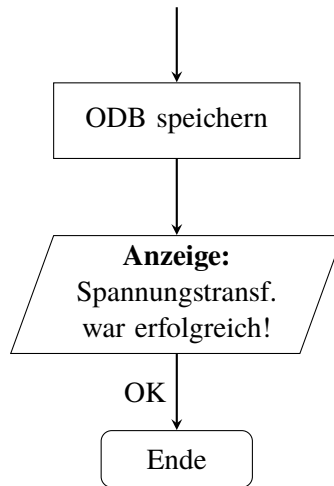 ODB speichern
Anzeige:
Spannungstransf.
war erfolgreich!
OK
Ende